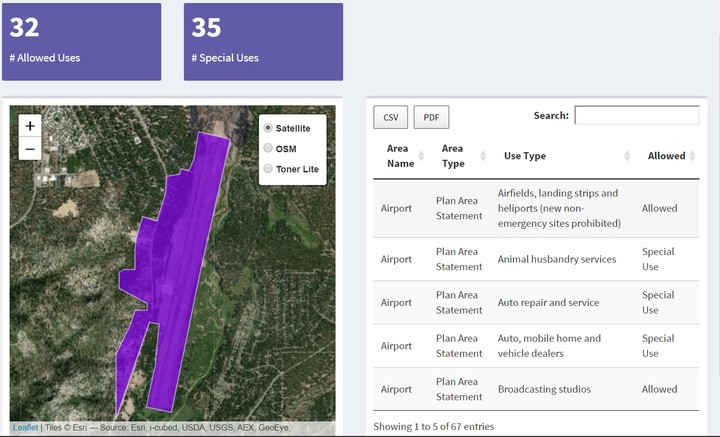 32
# Allowed Uses
35
# Special Uses
+
−
Satellite
OSM
Toner Lite
Leaflet | Tiles © Esri — Source: Esri, i-cubed, USDA, USGS, AEX, GeoEye,
CSV PDF Search:
Area Name Area Type Use Type Allowed
Airport Plan Area Statement Airfields, landing strips and heliports (new non-emergency sites prohibited) Allowed
Airport Plan Area Statement Animal husbandry services Special Use
Airport Plan Area Statement Auto repair and service Special Use
Airport Plan Area Statement Auto, mobile home and vehicle dealers Special Use
Airport Plan Area Statement Broadcasting studios Allowed
Showing 1 to 5 of 67 entries